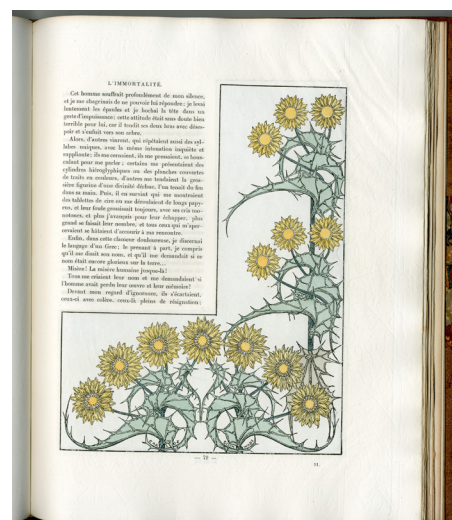 L'IMMORTALITÉ.
Cet homme souffrait profondément de mon silence,
et je me chagrinais de ne pouvoir lui répondre; je levai
lentement les épaules et je hochai la tête dans un
geste d'impuissance; cette attitude était sans doute bien
terrible pour lui, car il tordit ses deux bras avec déses-
poir et s'enfuit vers son arbre.
Alors, d'autres vinrent, qui répétaient aussi des syl-
labes uniques, avec la même intonation inquiète et
suppliante; ils me cernaient, ils me pressaient, se bous-
culant pour me parler; certains me présentaient des
cylindres hiéroglyphiques ou des planches couvertes
de traits en couleurs, d'autres me tendaient la gros-
sière figurine d'une divinité déchue, l'un tenait du feu
dans sa main. Puis, il en survint qui me montraient
des tablettes de cire ou me déroulaient de longs papy-
rus, et leur foule grossissait toujours, avec ses cris mo-
notones, et plus j'avançais pour leur échapper, plus
grand se faisait leur nombre, et tous ceux qui m'aper-
cevaient se hâtaient d'accourir à ma rencontre.
Enfin, dans cette clameur douloureuse, je discernai
le langage d'un Grec; le prenant à part, je compris
qu'il me disait son nom, et qu'il me demandait si ce
nom était encore glorieux sur la terre...
Misère! La misère humaine jusque-là!
Tous me criaient leur nom et me demandaient si
l'homme avait perdu leur œuvre et leur mémoire!
Devant mon regard d'ignorance, ils s'écartaient,
ceux-ci avec colère, ceux-là pleins de résignation;
— 72 —
11.